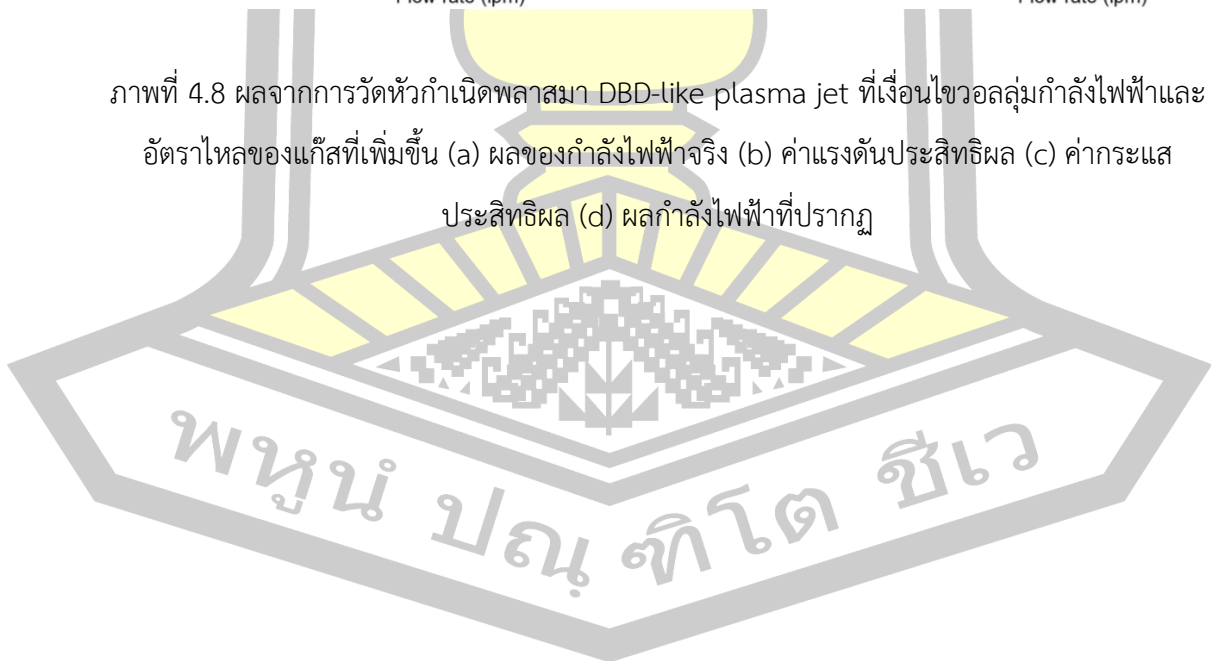 Flow rate (lpm) Flow rate (lpm)
ภาพที่ 4.8 ผลจากการวัดหัวกำเนิดพลาสมา DBD-like plasma jet ที่เงื่อนไขวอลลุ่มกำลังไฟฟ้าและ
อัตราไหลของแก๊สที่เพิ่มขึ้น (a) ผลของกำลังไฟฟ้าจริง (b) ค่าแรงดันประสิทธิผล (c) ค่ากระแส
ประสิทธิผล (d) ผลกำลังไฟฟ้าที่ปรากฏ
พหูนํ ปณฺฑิโต ชีเว